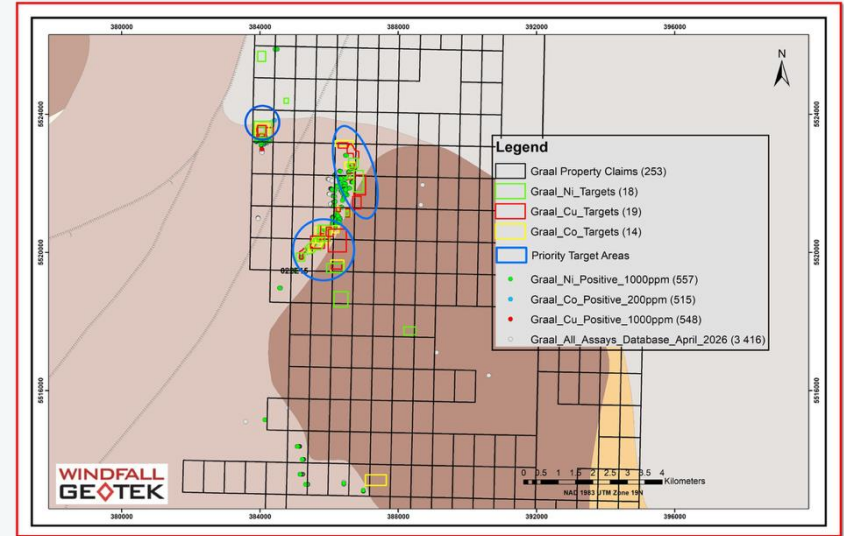 380000 384000 388000 392000 396000
N
5524000 5524000
Legend
Graal Property Claims (253)
Graal_Ni_Targets (18)
Graal_Cu_Targets (19)
Graal_Co_Targets (14)
Priority Target Areas
Graal_Ni_Positive_1000ppm (557)
Graal_Co_Positive_200ppm (515)
Graal_Cu_Positive_1000ppm (548)
Graal_All_Assays_Database_April_2026 (3 416)
5520000 5520000
5516000 5516000
WINDFALL
GEOTEK
0 0.5 1 1.5 2 2.5 3 3.5 4
Kilometers
NAD 1983 UTM Zone 19N
380000 384000 388000 392000 396000